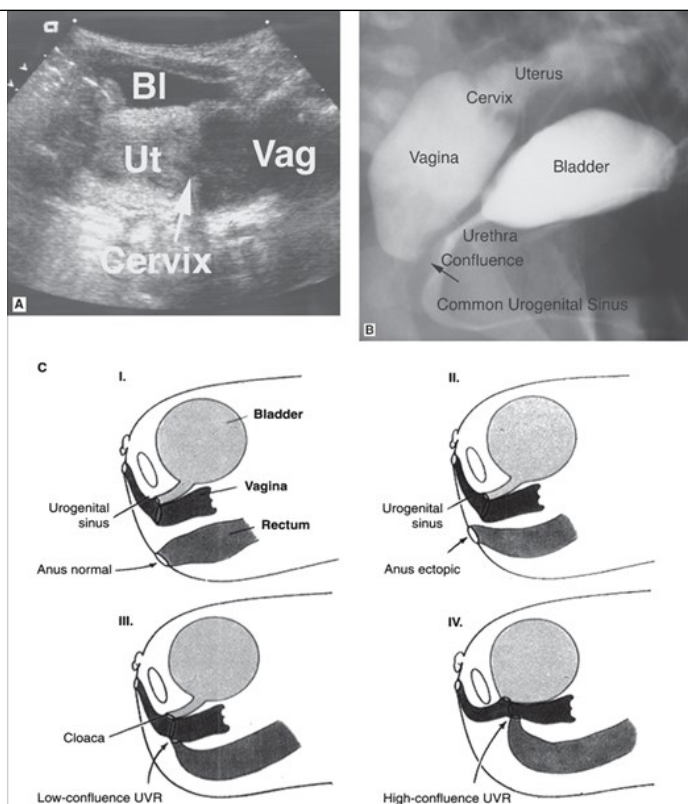 Bl
Ut
Vag
Cervix
A
Uterus
Cervix
Vagina
Bladder
Urethra
Confluence
Common Urogenital Sinus
B
C
I.
Bladder
Vagina
Urogenital
sinus
Rectum
Anus normal
II.
Urogenital
sinus
Anus ectopic
III.
Cloaca
Low-confluence UVR
IV.
High-confluence UVR